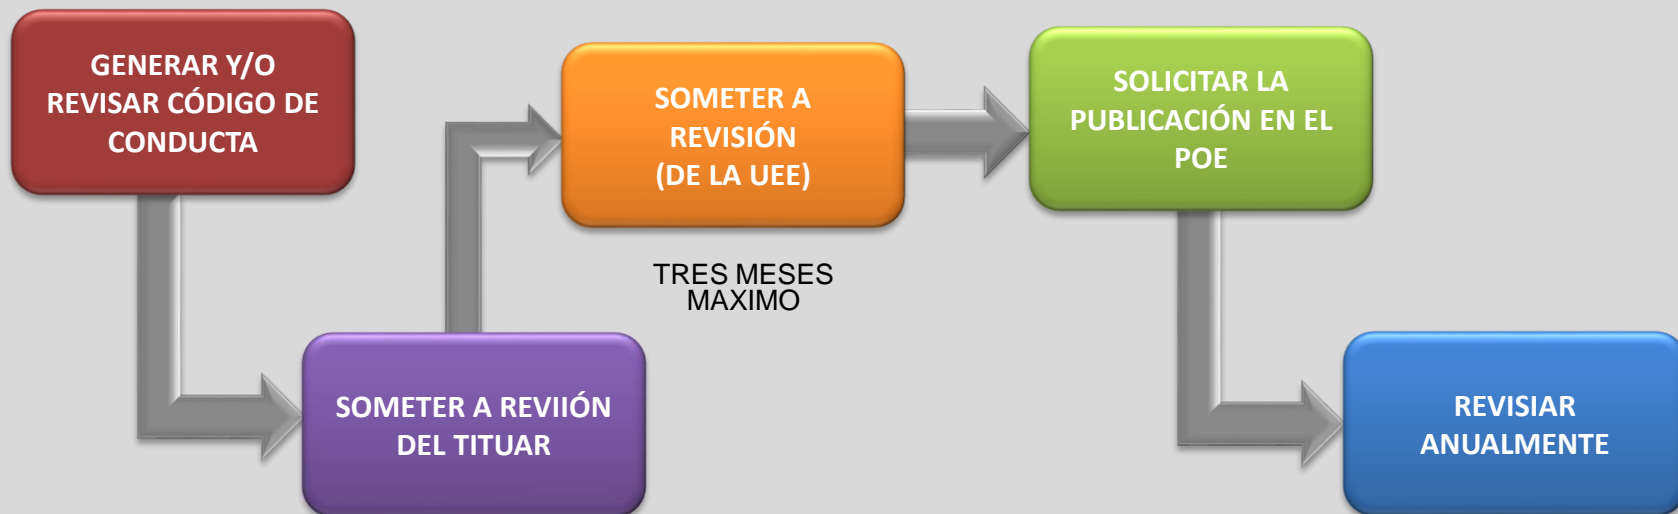 GENERAR Y/O
REVISAR CÓDIGO DE
CONDUCTA
SOMETER A REVIIÓN
DEL TITUAR
SOMETER A
REVISIÓN
(DE LA UEE)
TRES MESES
MAXIMO
SOLICITAR LA
PUBLICACIÓN EN EL
POE
REVISIAR
ANUALMENTE